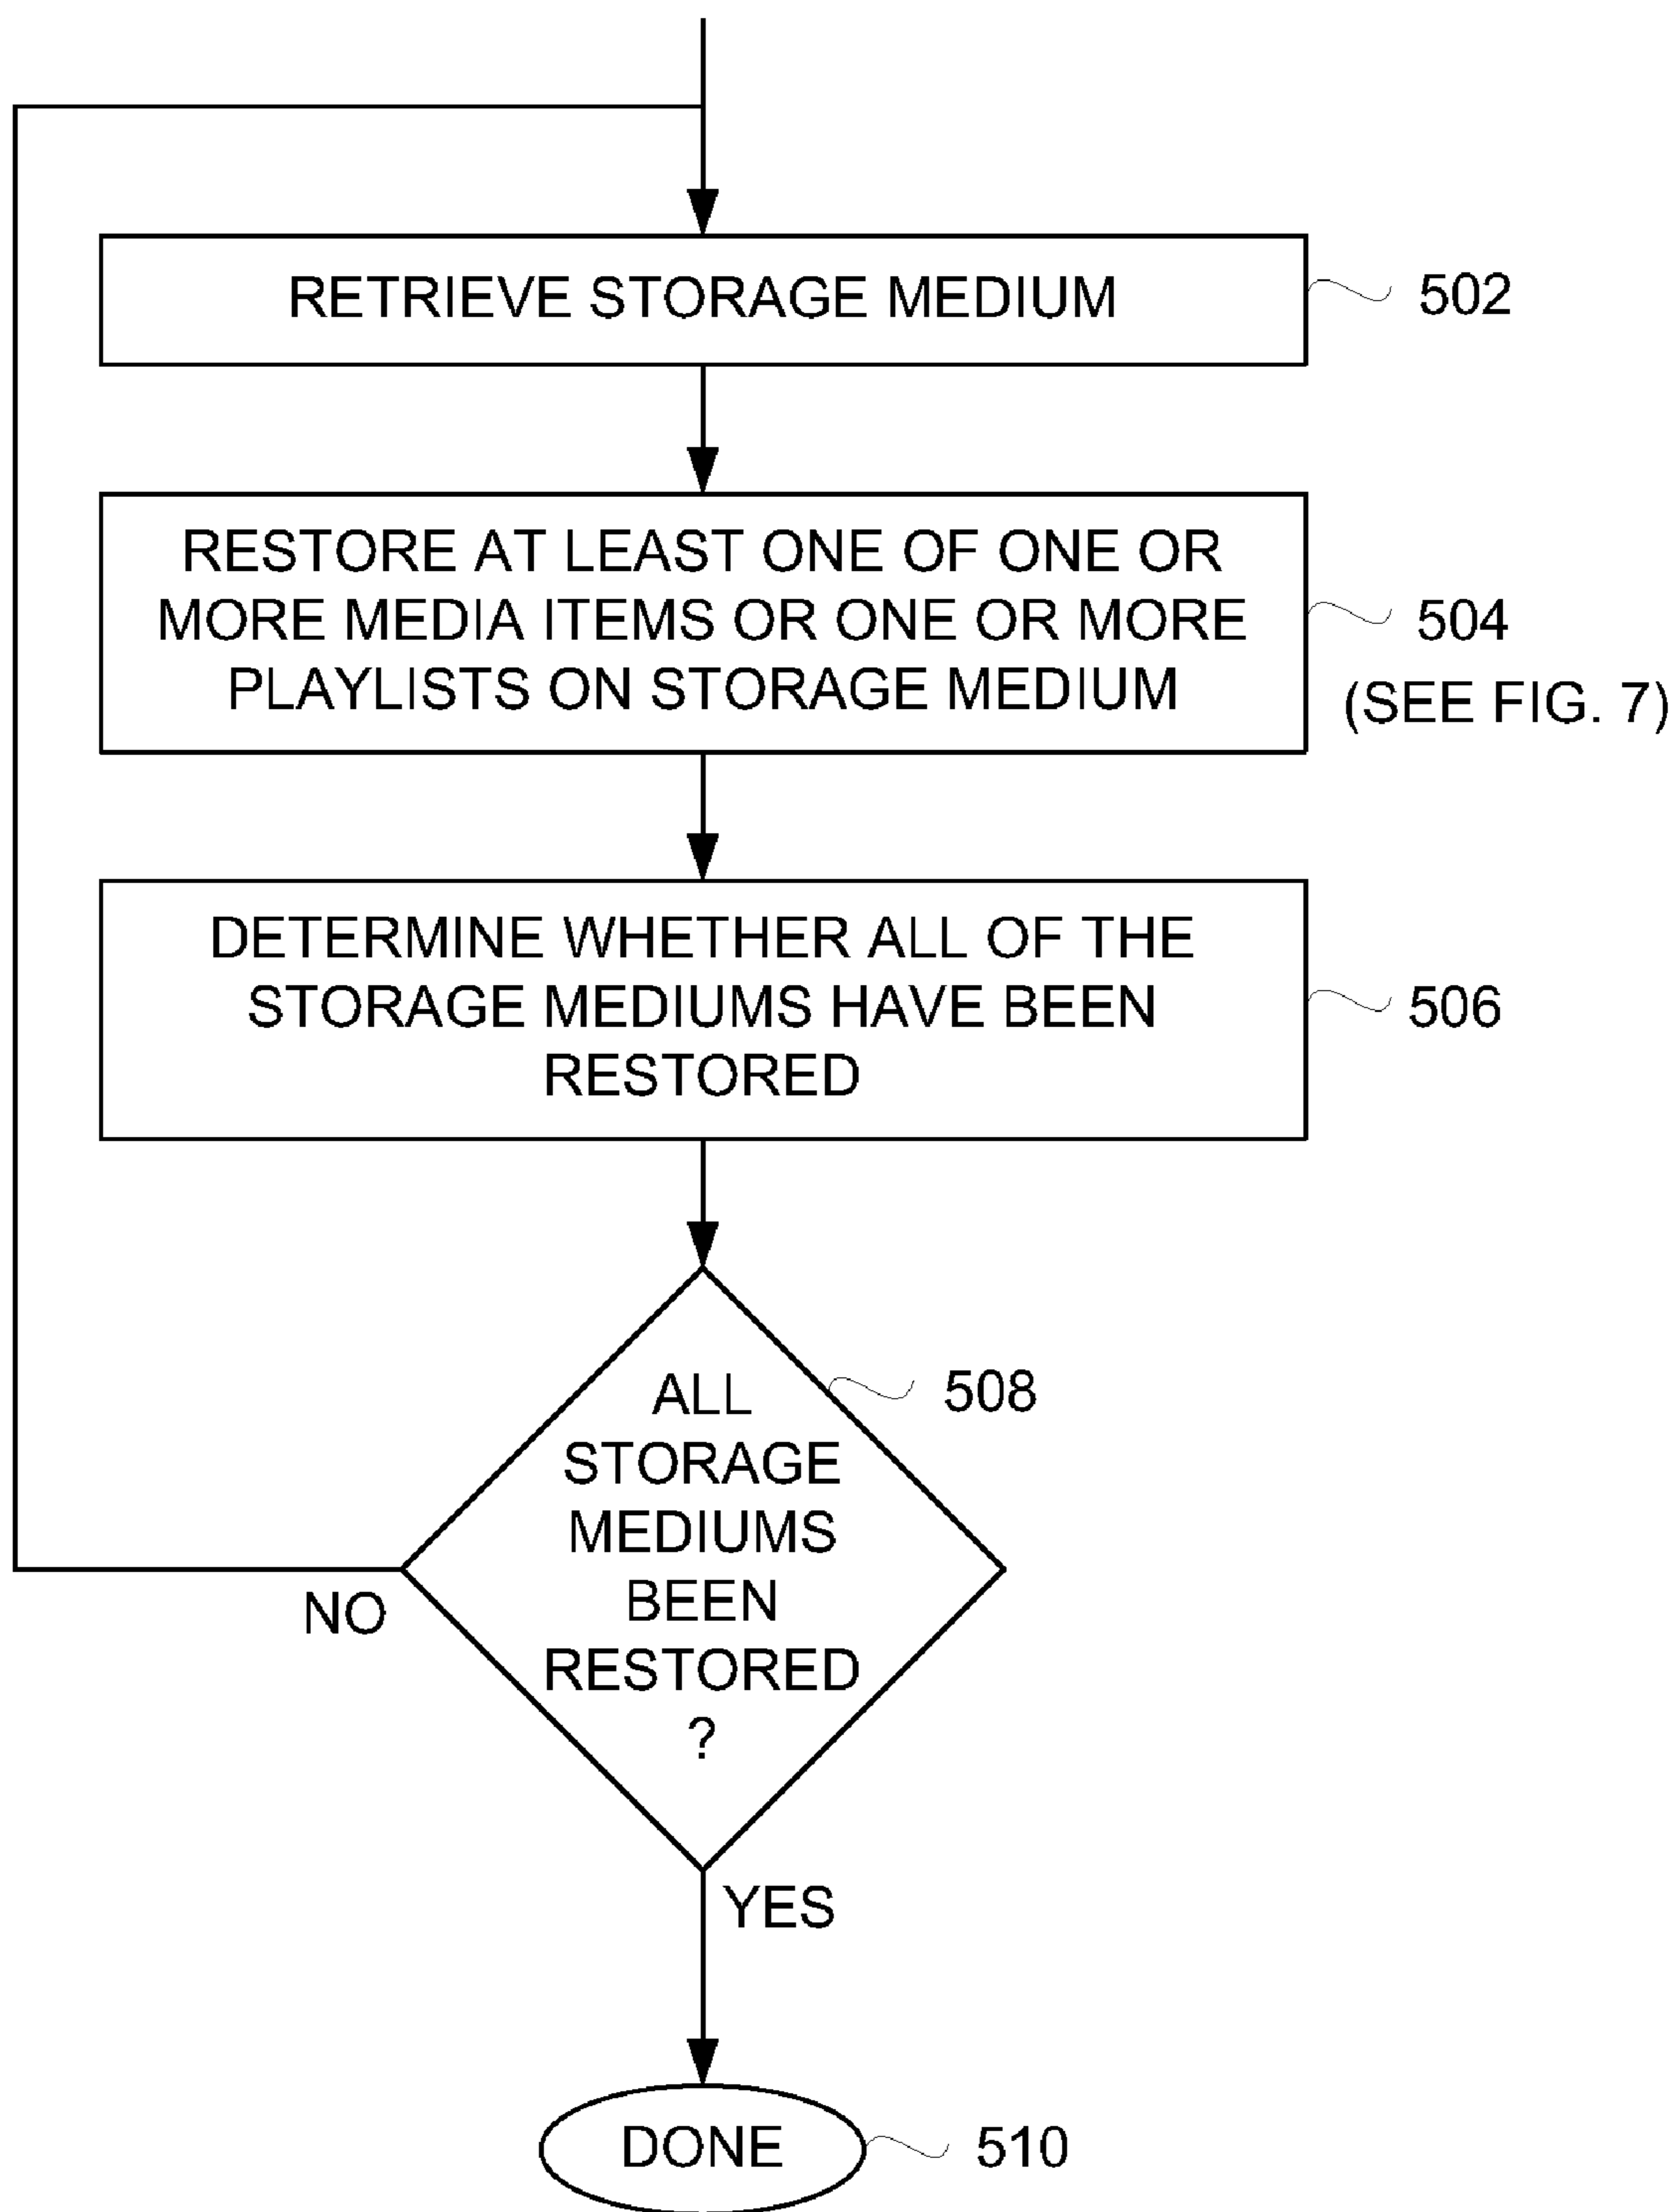 RETRIEVE STORAGE MEDIUM
502
RESTORE AT LEAST ONE OF ONE OR
MORE MEDIA ITEMS OR ONE OR MORE
PLAYLISTS ON STORAGE MEDIUM
504
(SEE FIG. 7)
DETERMINE WHETHER ALL OF THE
STORAGE MEDIUMS HAVE BEEN
RESTORED
506
ALL
STORAGE
MEDIUMS
BEEN
RESTORED
?
508
NO
YES
DONE
510